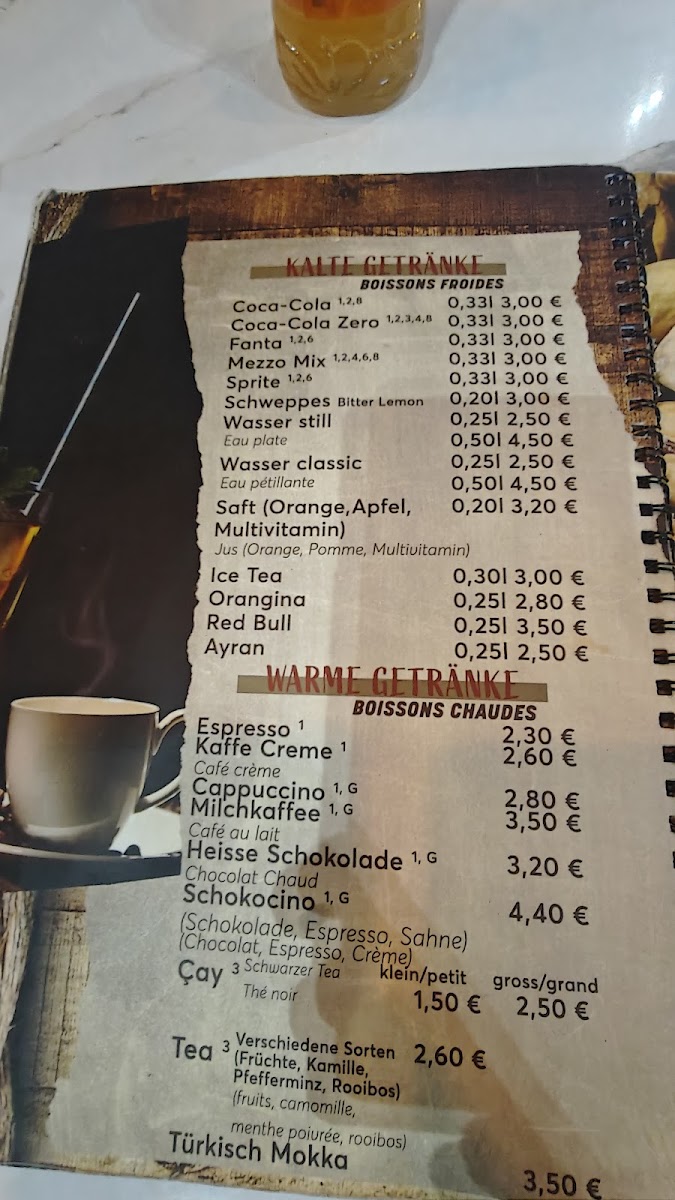 KALTE GETRÄNKE
BOISSONS FROIDES
Coca-Cola 1,2,8 0,33l 3,00 €
Coca-Cola Zero 1,2,3,4,8 0,33l 3,00 €
Fanta 1,2,6 0,33l 3,00 €
Mezzo Mix 1,2,4,6,8 0,33l 3,00 €
Sprite 1,2,6 0,33l 3,00 €
Schweppes Bitter Lemon 0,20l 3,00 €
Wasser still 0,25l 2,50 €
Eau plate 0,50l 4,50 €
Wasser classic 0,25l 2,50 €
Eau pétillante 0,50l 4,50 €
Saft (Orange,Apfel, 0,20l 3,20 €
Multivitamin)
Jus (Orange, Pomme, Multiuitamin)
Ice Tea 0,30l 3,00 €
Orangina 0,25l 2,80 €
Red Bull 0,25l 3,50 €
Ayran 0,25l 2,50 €
WARME GETRÄNKE
BOISSONS CHAUDES
Espresso 1 2,30 €
Kaffe Creme 1 2,60 €
Café crème
Cappuccino 1, G 2,80 €
Milchkaffee 1, G 3,50 €
Café au lait
Heisse Schokolade 1, G 3,20 €
Chocolat Chaud
Schokocino 1, G 4,40 €
(Schokolade, Espresso, Sahne)
(Chocolat, Espresso, Crème)
Çay 3 Schwarzer Tea klein/petit gross/grand
Thé noir 1,50 € 2,50 €
Tea 3 Verschiedene Sorten 2,60 €
(Früchte, Kamille,
Pfefferminz, Rooibos)
(fruits, camomille,
menthe poiurée, rooibos)
Türkisch Mokka 3,50 €